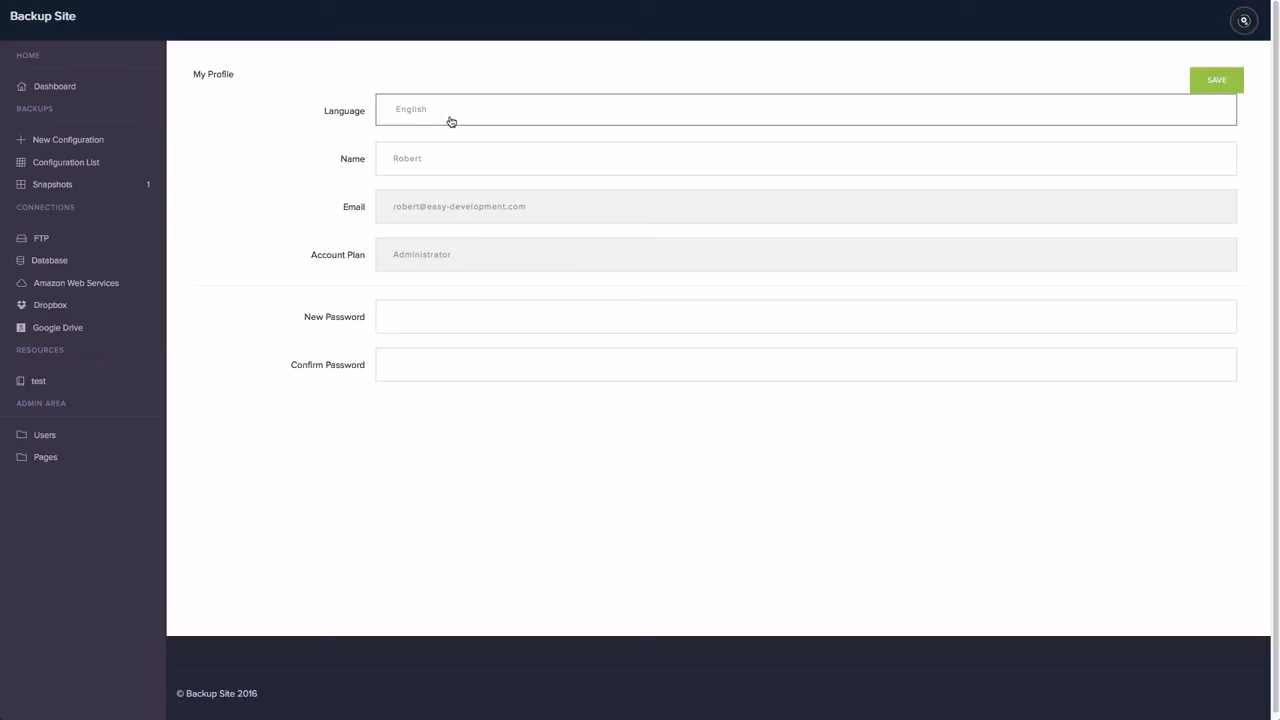 Backup Site
HOME
Dashboard
BACKUPS
New Configuration
Configuration List
Snapshots 1
CONNECTIONS
FTP
Database
Amazon Web Services
Dropbox
Google Drive
RESOURCES
test
ADMIN AREA
Users
Pages
My Profile
SAVE
Language English
Name Robert
Email robert@easy-development.com
Account Plan Administrator
New Password
Confirm Password
© Backup Site 2016